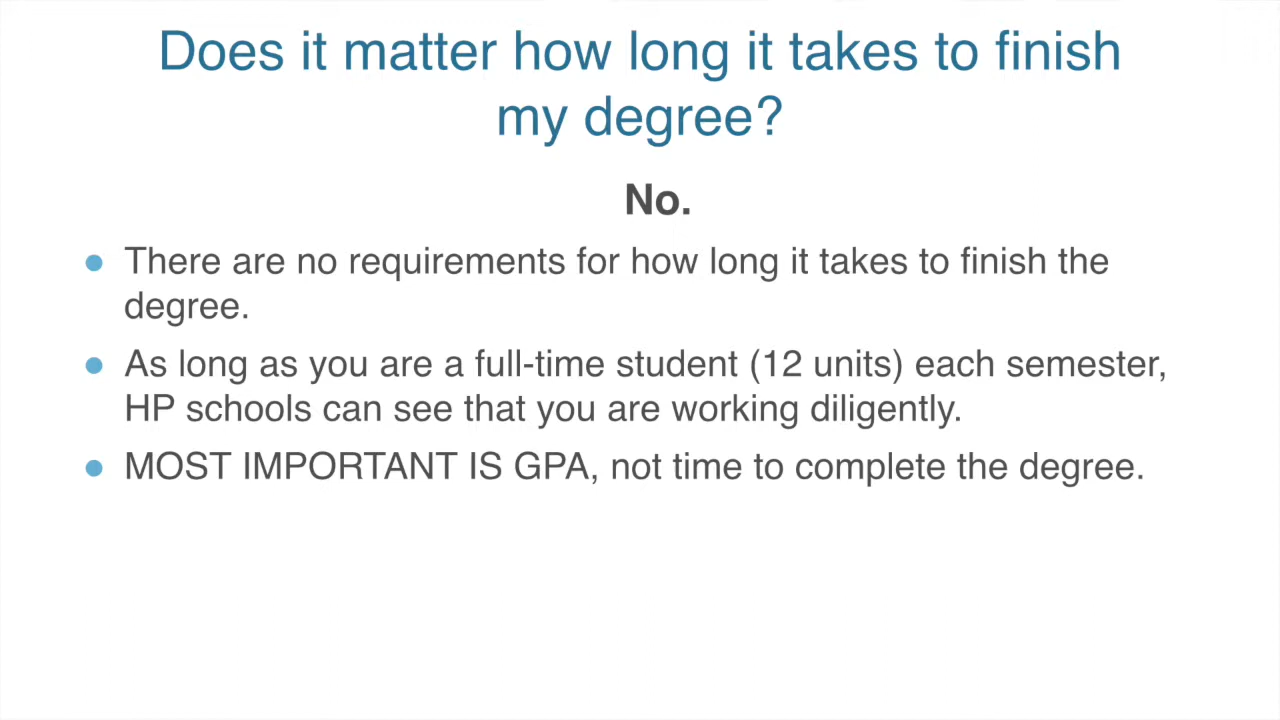 Does it matter how long it takes to finish
my degree?
No.
● There are no requirements for how long it takes to finish the
degree.
● As long as you are a full-time student (12 units) each semester,
HP schools can see that you are working diligently.
● MOST IMPORTANT IS GPA, not time to complete the degree.